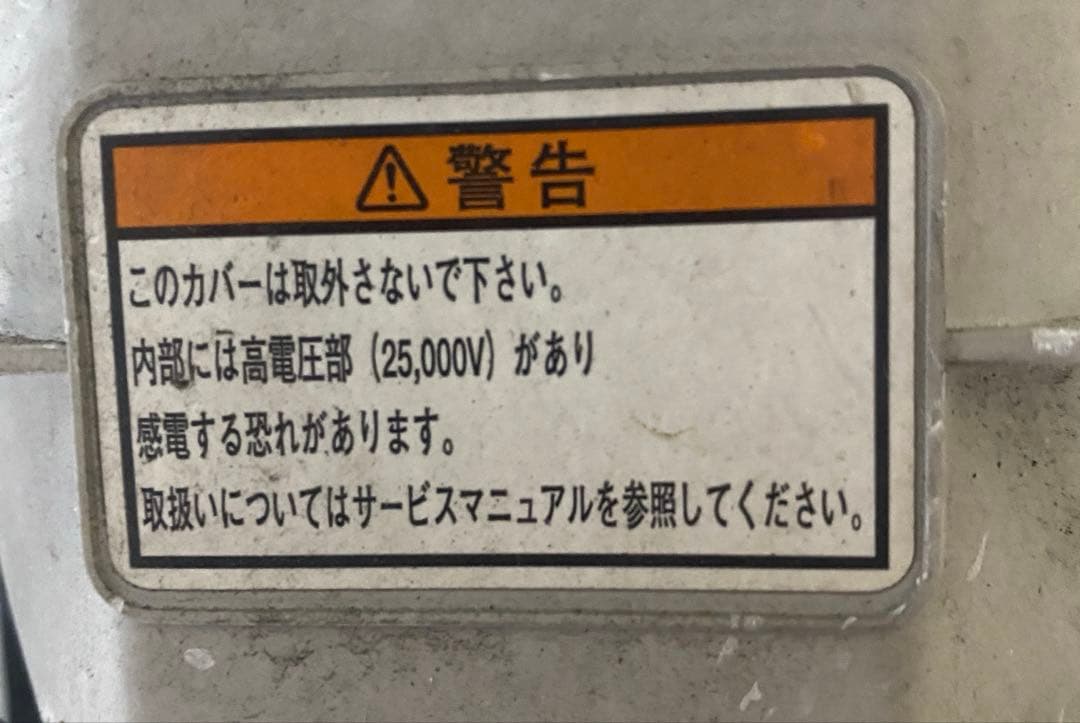 ⚠警告
このカバーは取外さないで下さい。
内部には高電圧部（25,000V）があり
感電する恐れがあります。
取扱いについてはサービスマニュアルを参照してください。